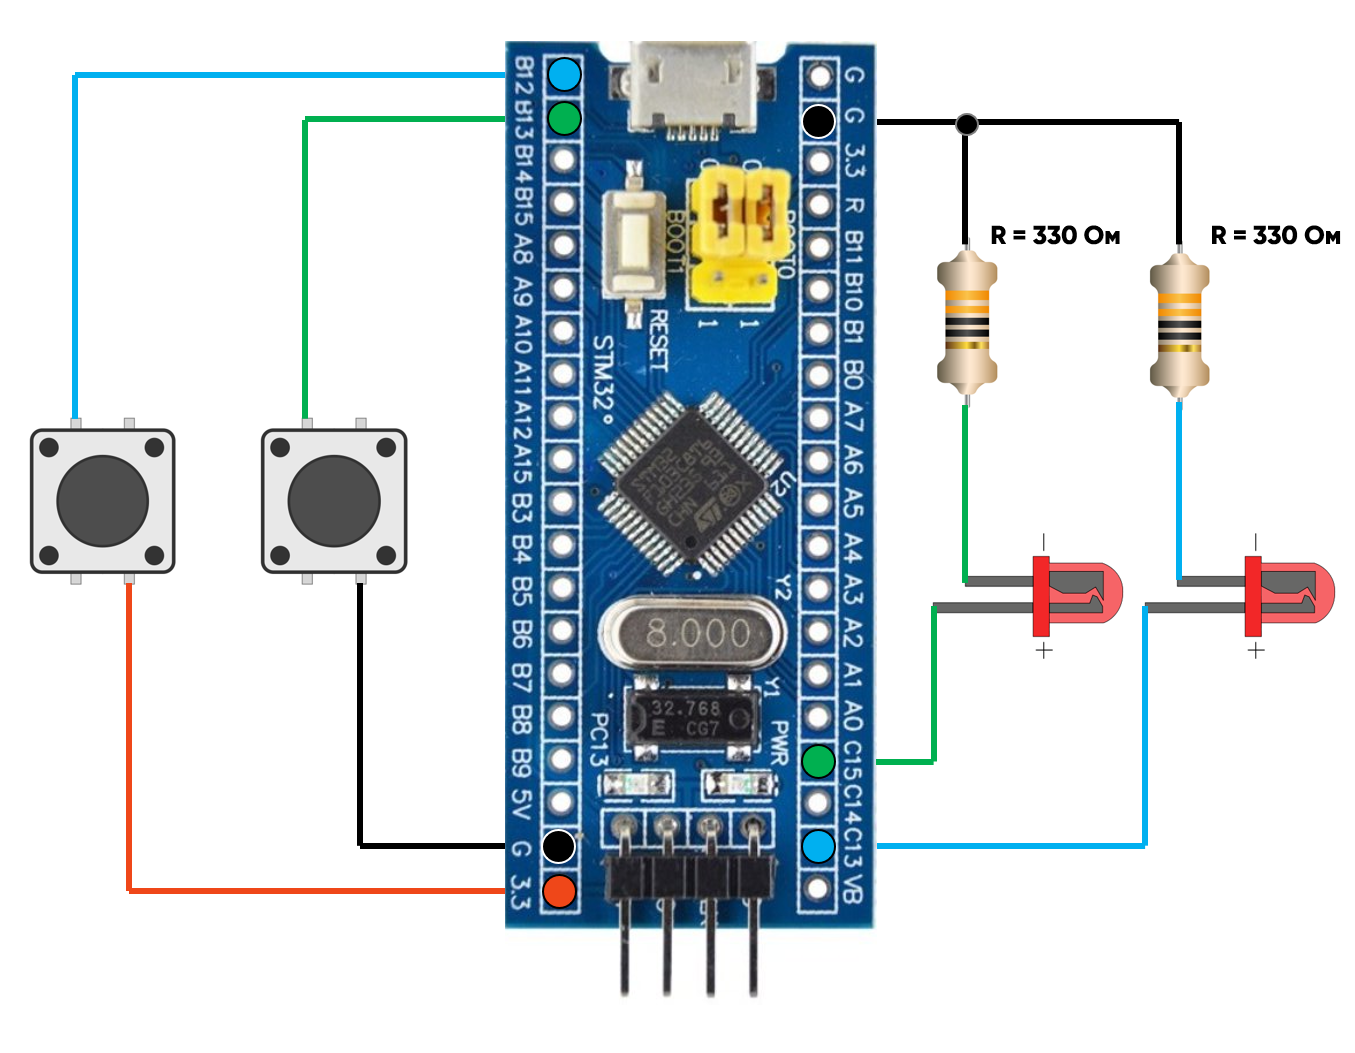 B12
B13
B14
B15
A8
A9
A10
A11
A12
A15
B3
B4
B5
B6
B7
B8
B9
5V
G
3.3
BOOT1
BOOT0
0
0
1
1
RESET
STM32°
U2
Y2
8.000
Y1
32.768
E CG7
PC13
PWR
G
G
3.3
R
B11
B10
B1
B0
A7
A6
A5
A4
A3
A2
A1
A0
C15
C14
C13
VB
R = 330 Ом
R = 330 Ом
−
+
−
+